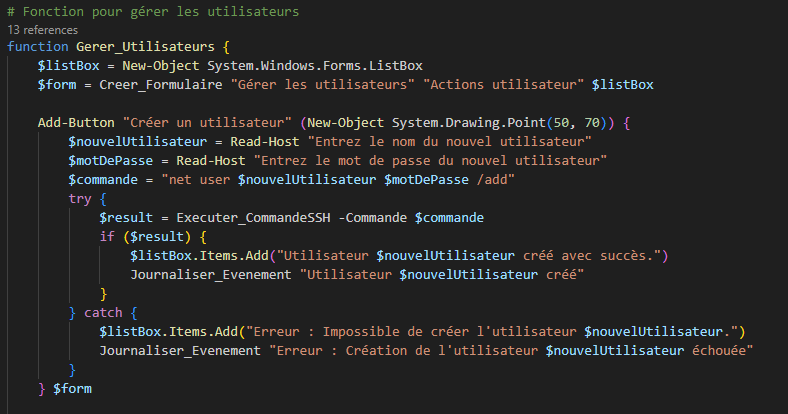 # Fonction pour gérer les utilisateurs
13 references
function Gerer_Utilisateurs {
    $listBox = New-Object System.Windows.Forms.ListBox
    $form = Creer_Formulaire "Gérer les utilisateurs" "Actions utilisateur" $listBox

    Add-Button "Créer un utilisateur" (New-Object System.Drawing.Point(50, 70)) {
        $nouvelUtilisateur = Read-Host "Entrez le nom du nouvel utilisateur"
        $motDePasse = Read-Host "Entrez le mot de passe du nouvel utilisateur"
        $commande = "net user $nouvelUtilisateur $motDePasse /add"
        try {
            $result = Executer_CommandeSSH -Commande $commande
            if ($result) {
                $listBox.Items.Add("Utilisateur $nouvelUtilisateur créé avec succès.")
                Journaliser_Evenement "Utilisateur $nouvelUtilisateur créé"
            }
        } catch {
            $listBox.Items.Add("Erreur : Impossible de créer l'utilisateur $nouvelUtilisateur.")
            Journaliser_Evenement "Erreur : Création de l'utilisateur $nouvelUtilisateur échouée"
        }
    } $form